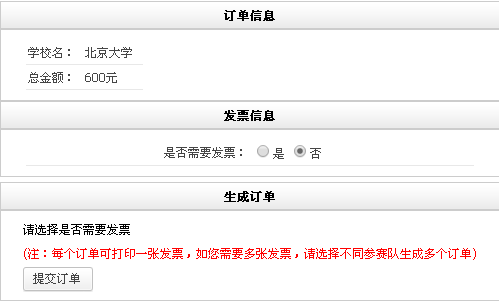 订单信息
学校名： 北京大学
总金额： 600元
发票信息
是否需要发票： 是 否
生成订单
请选择是否需要发票
(注：每个订单可打印一张发票，如您需要多张发票，请选择不同参赛队生成多个订单)
提交订单